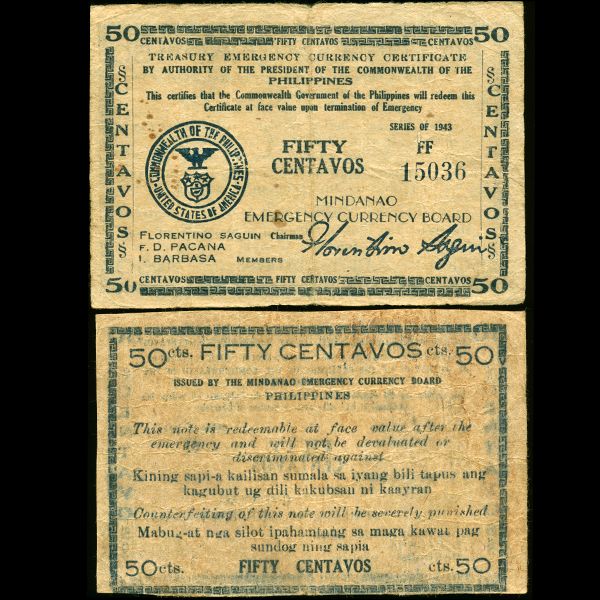 50 50
CENTAVOS FIFTY CENTAVOS CENTAVOS
TREASURY EMERGENCY CURRENCY CERTIFICATE
BY AUTHORITY OF THE PRESIDENT OF THE COMMONWEALTH OF THE
PHILIPPINES
This certifies that the Commonwealth Government of the Philippines will redeem this
Certificate at face value upon termination of Emergency
§CENTAVOS§
§CENTAVOS§
SERIES OF 1943
COMMONWEALTH OF THE PHILIPPINES
UNITED STATES OF AMERICA
FIFTY
CENTAVOS
FF
15036
MINDANAO
EMERGENCY CURRENCY BOARD
FLORENTINO SAGUIN Chairman Florentino Saguin
F. D. PACANA
I. BARBASA MEMBERS
50 50
CENTAVOS FIFTY CENTAVOS CENTAVOS
50cts. FIFTY CENTAVOS cts. 50
ISSUED BY THE MINDANAO EMERGENCY CURRENCY BOARD
PHILIPPINES
This note is redeemable at face value after the
emergency and will not be devaluated or
discriminated against
Kining sapi-a kailisan sumala sa iyang bili tapus ang
kagubut ug dili kakubsan ni kaayran
Counterfeiting of this note will be severly punished
Mabug-at nga silot ipahamtang sa maga kawat pag
sundog ning sapia
50cts. FIFTY CENTAVOS cts. 50